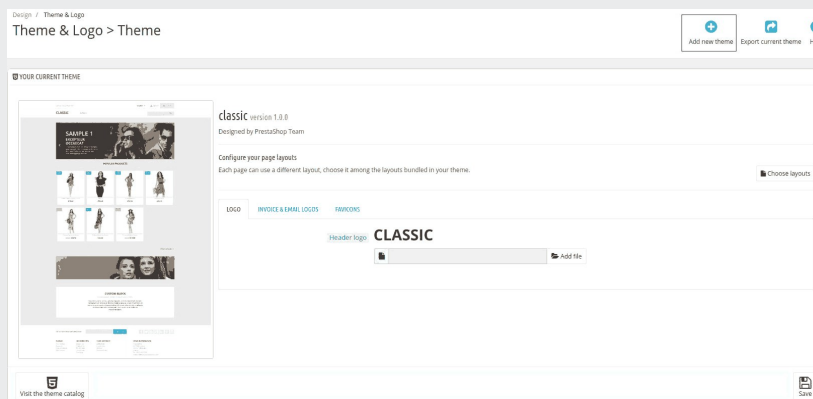 Design / Theme & Logo
Theme & Logo > Theme
Add new theme
Export current theme
H
YOUR CURRENT THEME
CLASSIC
SAMPLE 1
EXCEPTEUR
OCCAECAT
classic version 1.0.0
Designed by PrestaShop Team
Configure your page layouts
Each page can use a different layout, choose it among the layouts bundled in your theme.
Choose layouts
LOGO
INVOICE & EMAIL LOGOS
FAVICONS
Header logo
CLASSIC
Add file
Visit the theme catalog
Save